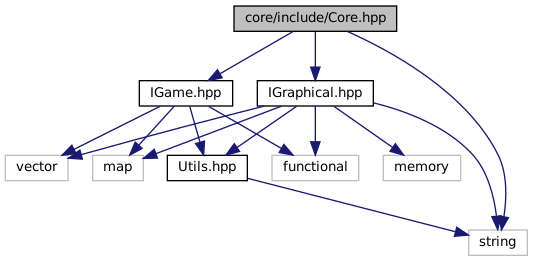 core/include/Core.hpp
IGame.hpp
IGraphical.hpp
vector
map
Utils.hpp
functional
memory
string